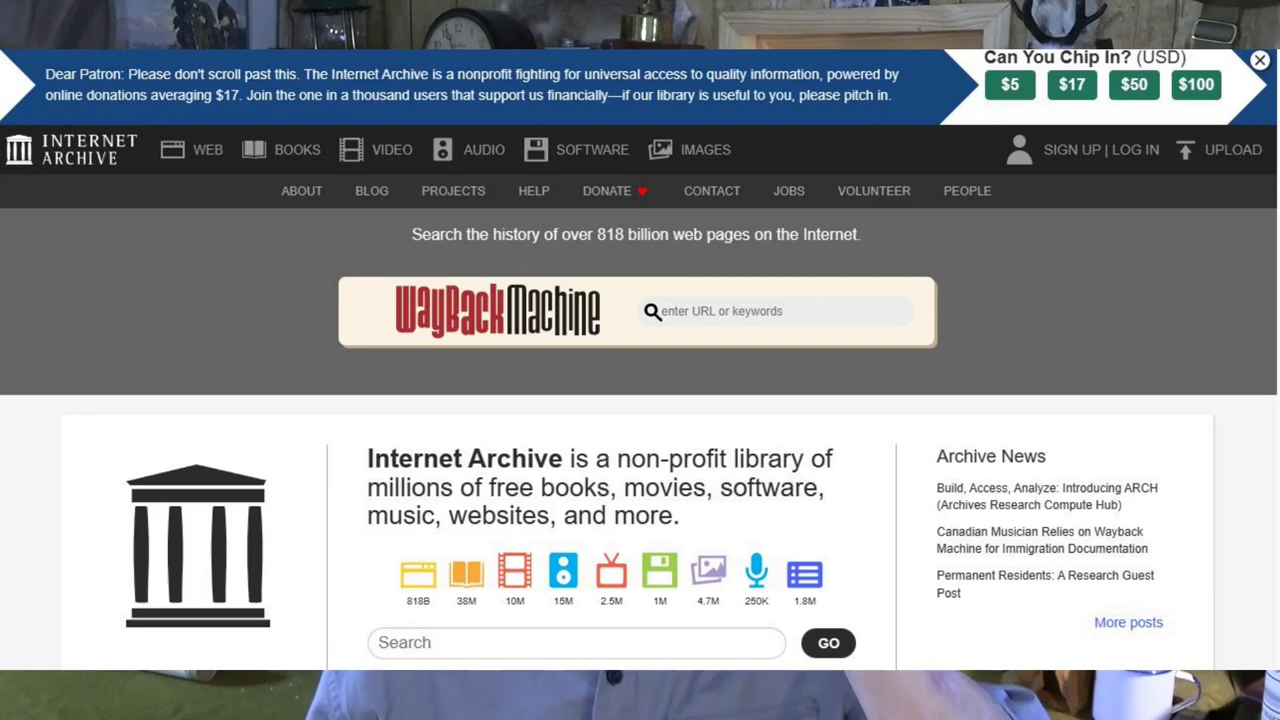 Dear Patron: Please don't scroll past this. The Internet Archive is a nonprofit fighting for universal access to quality information, powered by
online donations averaging $17. Join the one in a thousand users that support us financially—if our library is useful to you, please pitch in.
Can You Chip In? (USD)
$5 $17 $50 $100
INTERNET
ARCHIVE
WEB BOOKS VIDEO AUDIO SOFTWARE IMAGES SIGN UP | LOG IN UPLOAD
ABOUT BLOG PROJECTS HELP DONATE CONTACT JOBS VOLUNTEER PEOPLE
Search the history of over 818 billion web pages on the Internet.
WayBackMachine enter URL or keywords
Internet Archive is a non-profit library of
millions of free books, movies, software,
music, websites, and more.
818B 38M 10M 15M 2.5M 1M 4.7M 250K 1.8M
Search GO
Archive News
Build, Access, Analyze: Introducing ARCH
(Archives Research Compute Hub)
Canadian Musician Relies on Wayback
Machine for Immigration Documentation
Permanent Residents: A Research Guest
Post
More posts